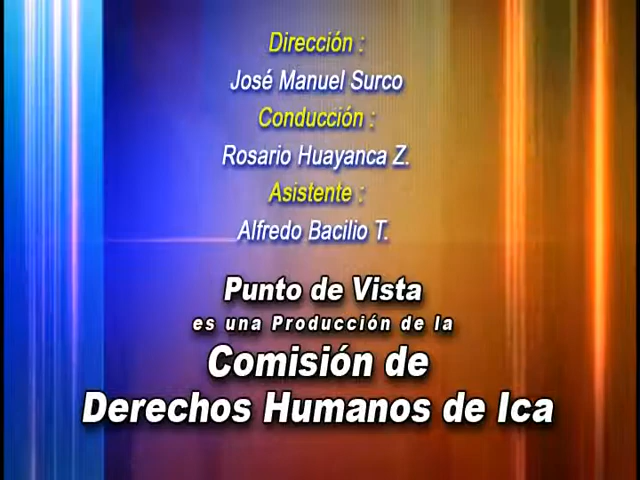 Dirección :
José Manuel Surco
Conducción :
Rosario Huayanca Z.
Asistente :
Alfredo Bacilio T.
Punto de Vista
es una Producción de la
Comisión de
Derechos Humanos de Ica